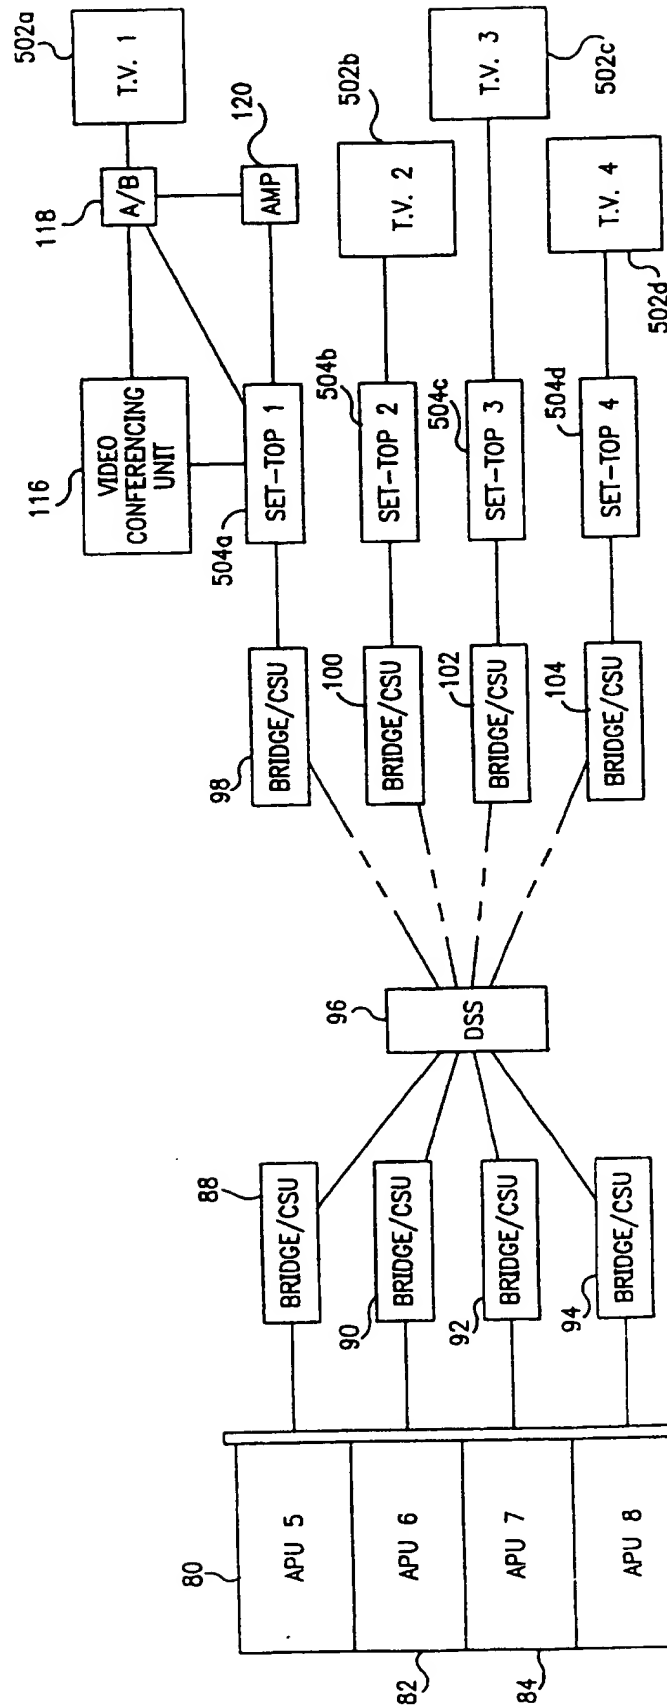 80
APU 5
APU 6
APU 7
APU 8
82
84
88
BRIDGE/CSU
90
BRIDGE/CSU
92
BRIDGE/CSU
94
BRIDGE/CSU
96
DSS
98
BRIDGE/CSU
100
BRIDGE/CSU
102
BRIDGE/CSU
104
BRIDGE/CSU
116
VIDEO
CONFERENCING
UNIT
504a
SET-TOP 1
504b
SET-TOP 2
504c
SET-TOP 3
504d
SET-TOP 4
118
A/B
120
AMP
502a
T.V. 1
502b
T.V. 2
T.V. 3
502c
T.V. 4
502d